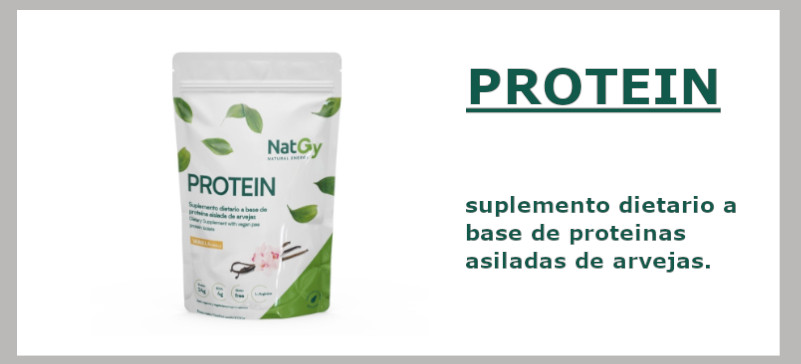 PROTEIN
suplemento dietario a
base de proteinas
asiladas de arvejas.
NatGy
NATURAL ENERGY
PROTEIN
Suplemento dietario a base de
proteína aislada de arvejas
Dietary Supplement with vegan pea
protein isolate